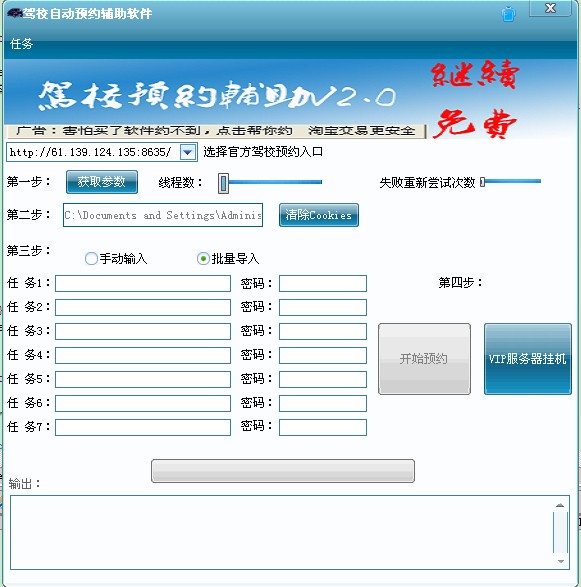 驾校自动预约辅助软件
任务
駕校預約輔助V2.0
继續
免費
广告：害怕买了软件约不到，点击帮你约 淘宝交易更安全
http://61.139.124.135:8635/ 选择官方驾校预约入口
第一步： 获取参数 线程数： 失败重新尝试次数
第二步： C:\Documents and Settings\Adminis 清除Cookies
第三步：
手动输入 批量导入
任 务1： 密码： 第四步：
任 务2： 密码：
任 务3： 密码：
任 务4： 密码：
开始预约 VIP服务器挂机
任 务5： 密码：
任 务6： 密码：
任 务7： 密码：
输出：